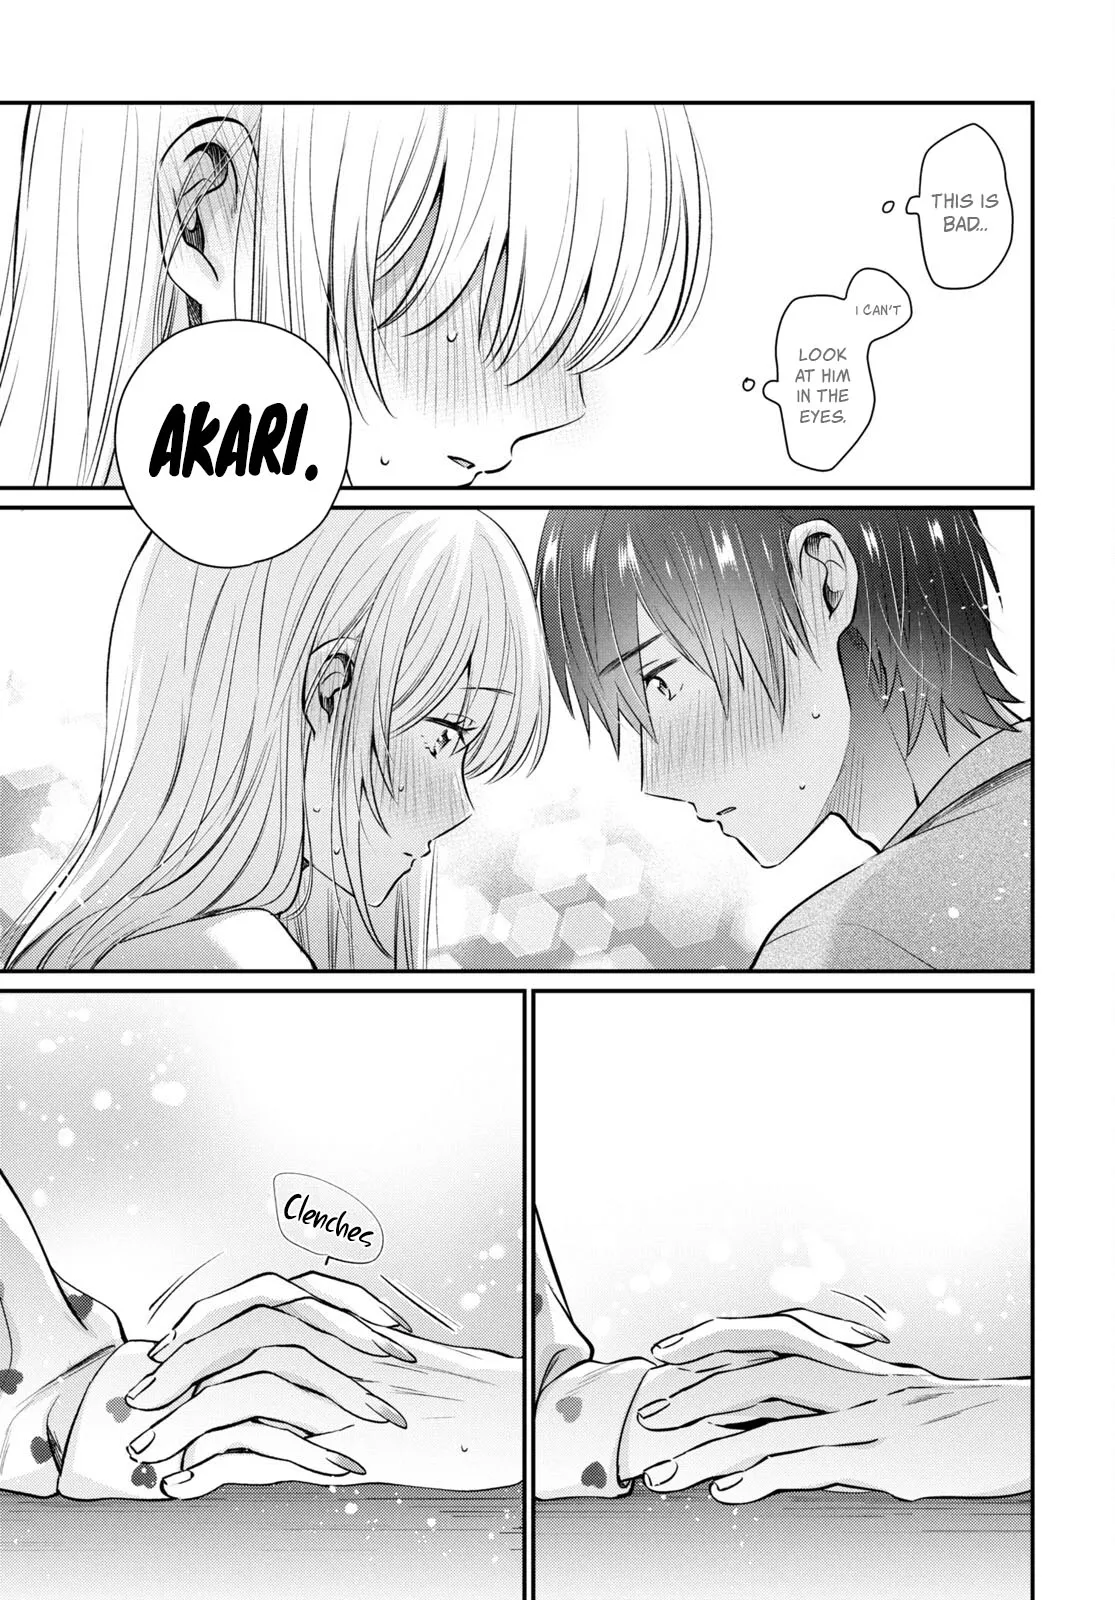 THIS IS
BAD...
I CAN'T
LOOK
AT HIM
IN THE
EYES.
AKARI.
Clenches